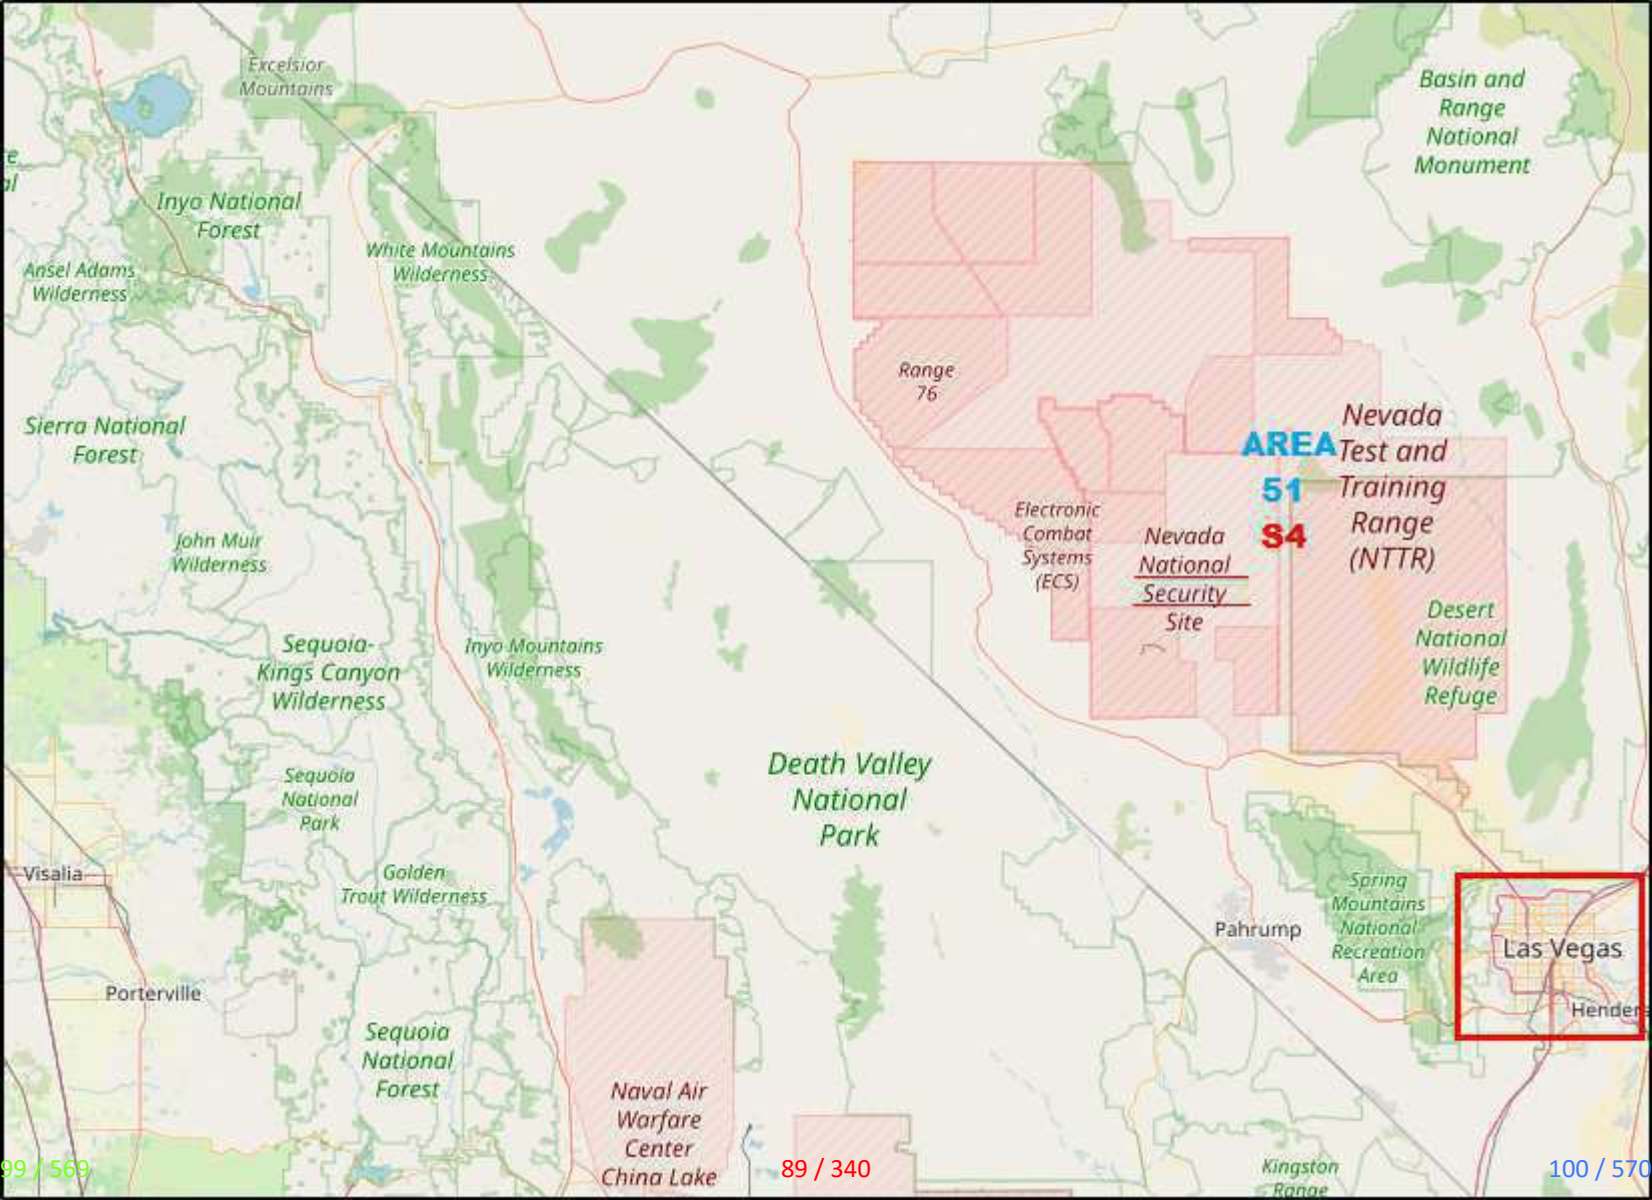 Excelsior
Mountains
Basin and
Range
National
Monument
Inyo National
Forest
White Mountains
Wilderness
Ansel Adams
Wilderness
Range
76
Sierra National
Forest
AREA
51
S4
Nevada
Test and
Training
Range
(NTTR)
Electronic
Combat
Systems
(ECS)
Nevada
National
Security
Site
John Muir
Wilderness
Desert
National
Wildlife
Refuge
Sequoia-
Kings Canyon
Wilderness
Inyo Mountains
Wilderness
Sequoia
National
Park
Death Valley
National
Park
Visalia
Golden
Trout Wilderness
Spring
Mountains
National
Recreation
Area
Pahrump
Las Vegas
Henders
Porterville
Sequoia
National
Forest
Naval Air
Warfare
Center
China Lake
Kingston
Range
99 / 569
89 / 340
100 / 570